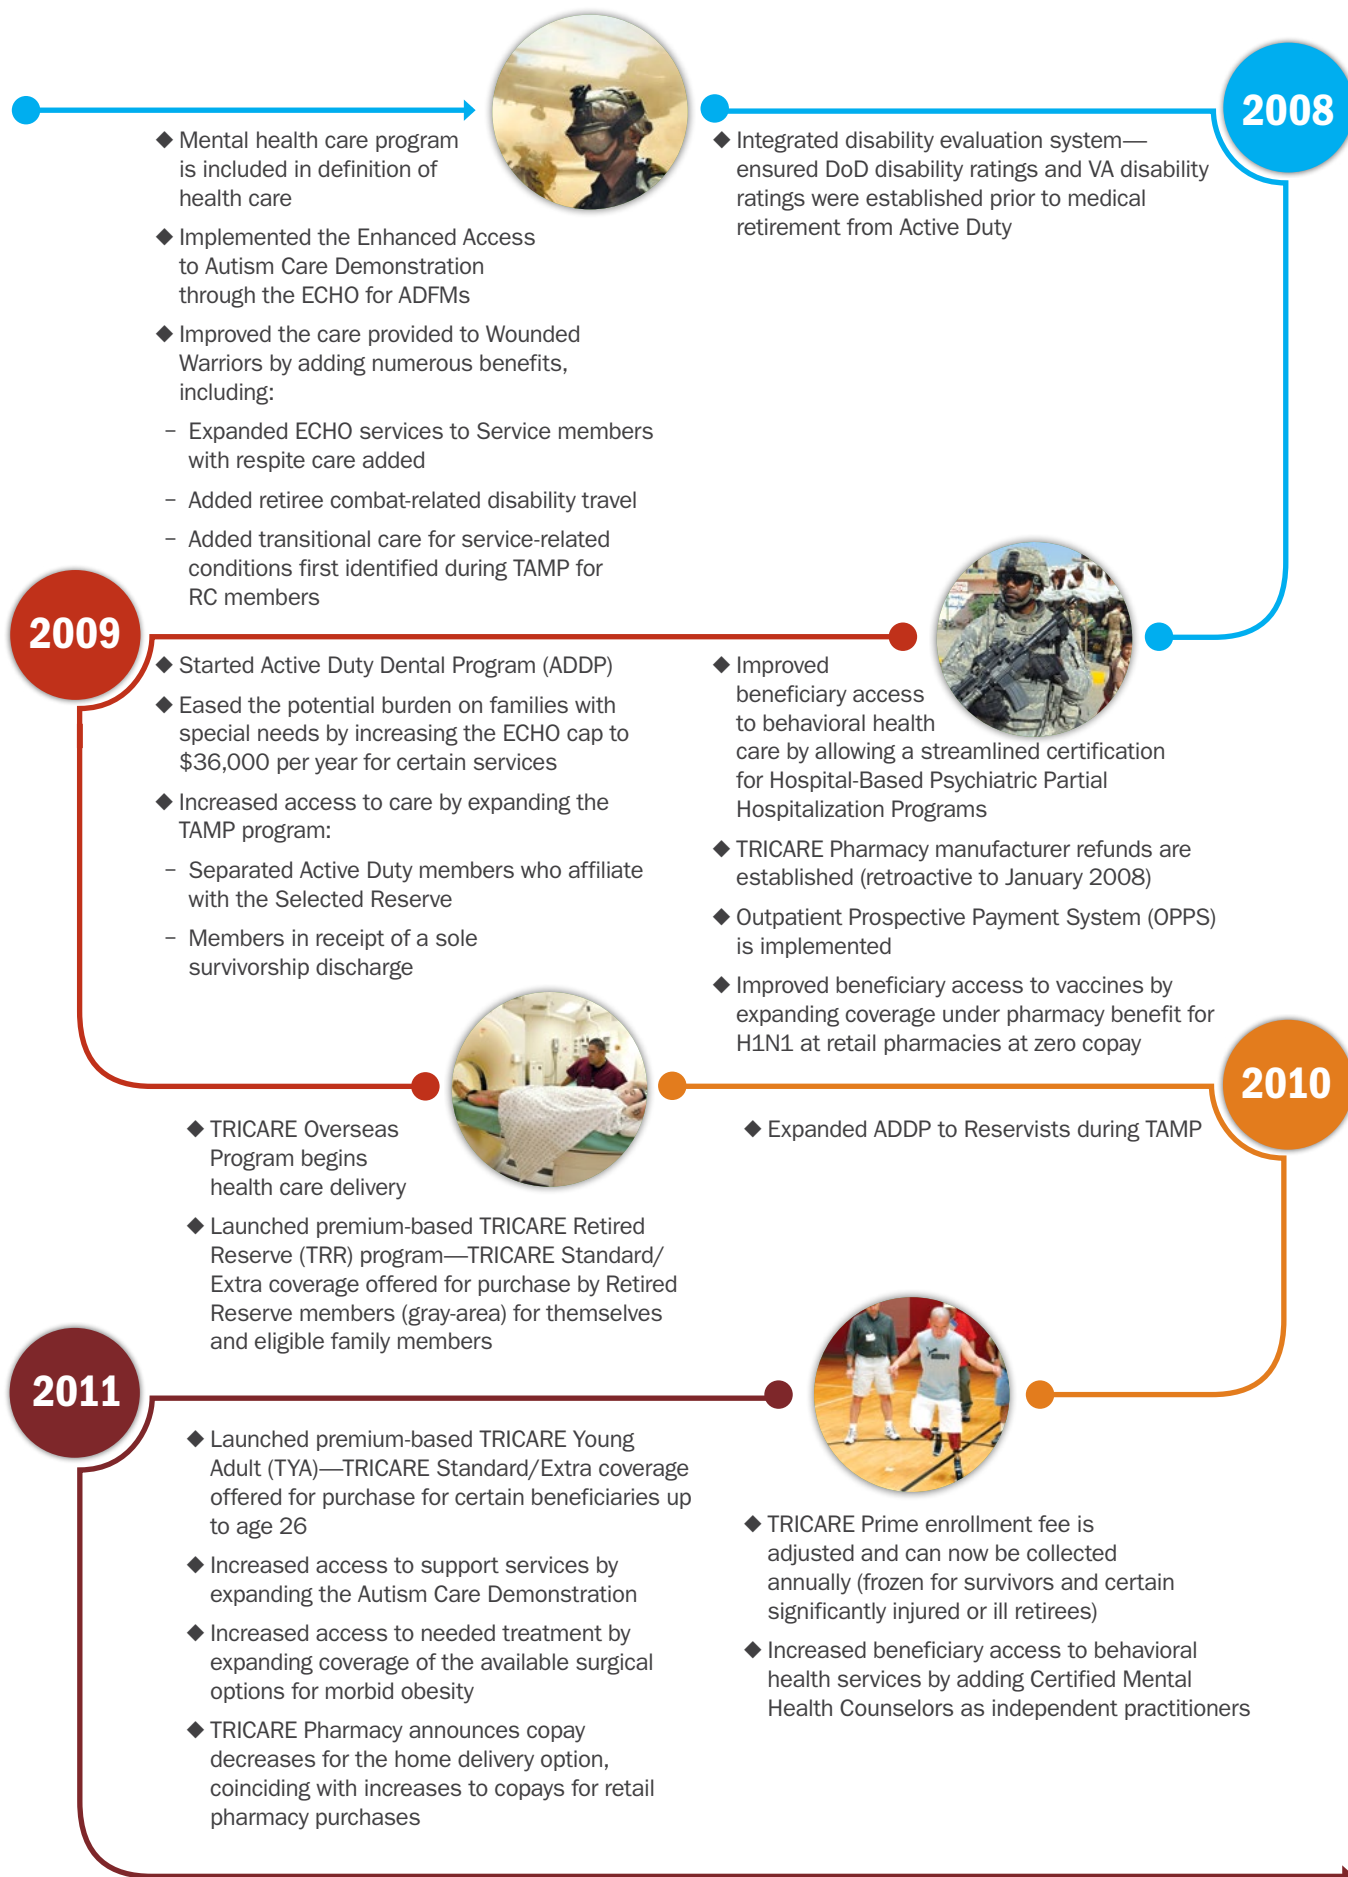 2008
◆ Mental health care program
is included in definition of
health care
◆ Implemented the Enhanced Access
to Autism Care Demonstration
through the ECHO for ADFMs
◆ Improved the care provided to Wounded
Warriors by adding numerous benefits,
including:
– Expanded ECHO services to Service members
with respite care added
– Added retiree combat-related disability travel
– Added transitional care for service-related
conditions first identified during TAMP for
RC members
◆ Integrated disability evaluation system—
ensured DoD disability ratings and VA disability
ratings were established prior to medical
retirement from Active Duty
2009
◆ Started Active Duty Dental Program (ADDP)
◆ Eased the potential burden on families with
special needs by increasing the ECHO cap to
$36,000 per year for certain services
◆ Increased access to care by expanding the
TAMP program:
– Separated Active Duty members who affiliate
with the Selected Reserve
– Members in receipt of a sole
survivorship discharge
◆ Improved
beneficiary access
to behavioral health
care by allowing a streamlined certification
for Hospital-Based Psychiatric Partial
Hospitalization Programs
◆ TRICARE Pharmacy manufacturer refunds are
established (retroactive to January 2008)
◆ Outpatient Prospective Payment System (OPPS)
is implemented
◆ Improved beneficiary access to vaccines by
expanding coverage under pharmacy benefit for
H1N1 at retail pharmacies at zero copay
2010
◆ TRICARE Overseas
Program begins
health care delivery
◆ Launched premium-based TRICARE Retired
Reserve (TRR) program—TRICARE Standard/
Extra coverage offered for purchase by Retired
Reserve members (gray-area) for themselves
and eligible family members
◆ Expanded ADDP to Reservists during TAMP
2011
◆ Launched premium-based TRICARE Young
Adult (TYA)—TRICARE Standard/Extra coverage
offered for purchase for certain beneficiaries up
to age 26
◆ Increased access to support services by
expanding the Autism Care Demonstration
◆ Increased access to needed treatment by
expanding coverage of the available surgical
options for morbid obesity
◆ TRICARE Pharmacy announces copay
decreases for the home delivery option,
coinciding with increases to copays for retail
pharmacy purchases
◆ TRICARE Prime enrollment fee is
adjusted and can now be collected
annually (frozen for survivors and certain
significantly injured or ill retirees)
◆ Increased beneficiary access to behavioral
health services by adding Certified Mental
Health Counselors as independent practitioners